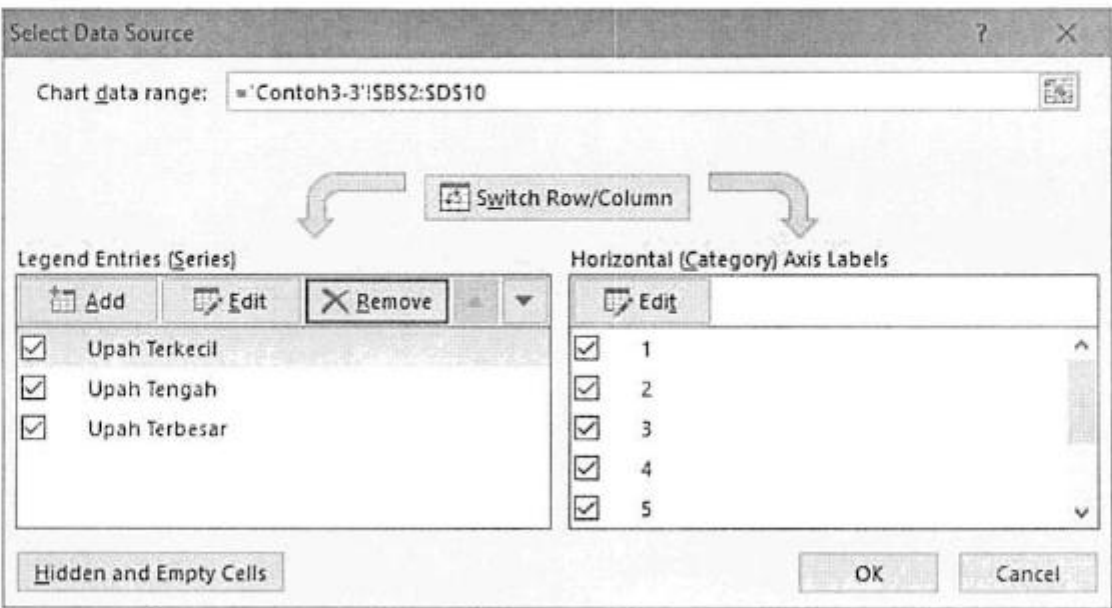 Select Data Source
Chart data range: ='Contoh3-3'!$B$2:$D$10
Switch Row/Column
Legend Entries (Series)
Add Edit Remove
Upah Terkecil
Upah Tengah
Upah Terbesar
Horizontal (Category) Axis Labels
Edit
1
2
3
4
5
Hidden and Empty Cells
OK Cancel